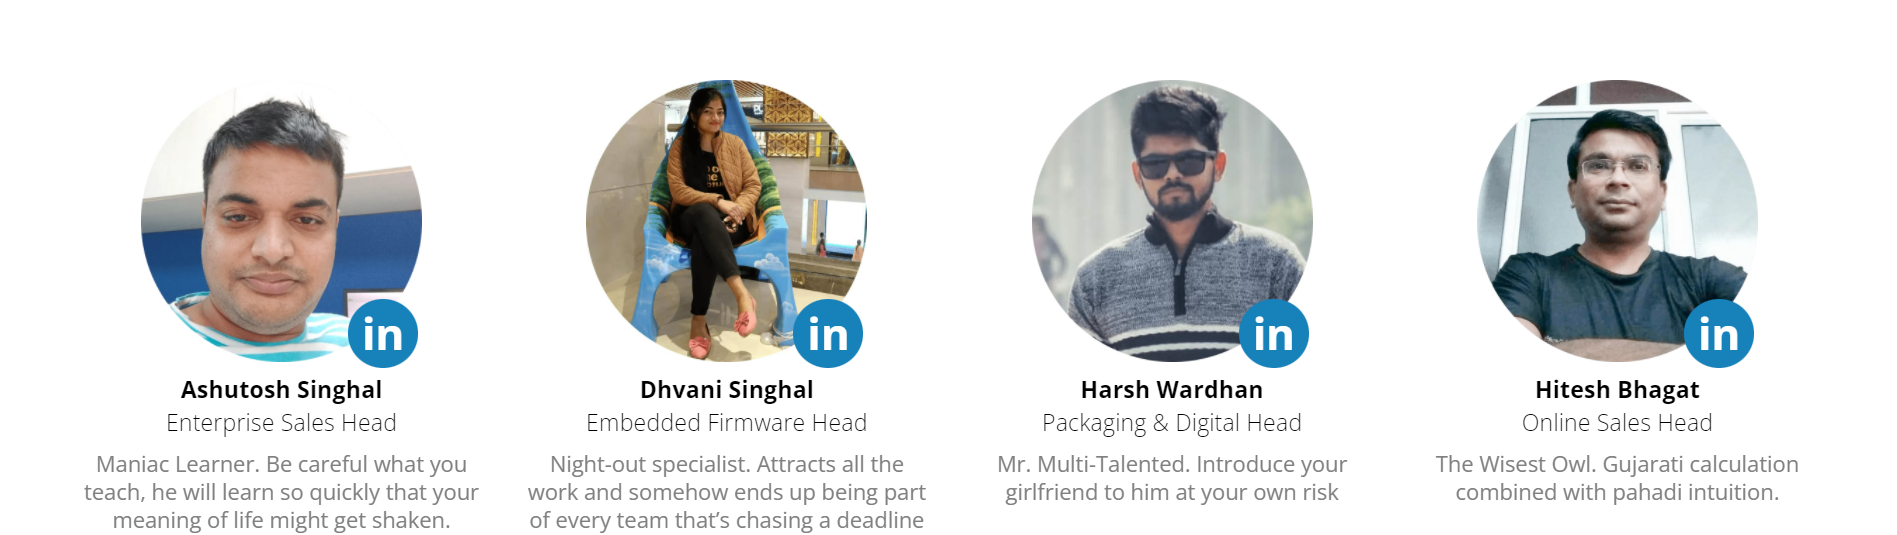 in
in
in
in
Ashutosh Singhal
Enterprise Sales Head
Maniac Learner. Be careful what you
teach, he will learn so quickly that your
meaning of life might get shaken.
Dhvani Singhal
Embedded Firmware Head
Night-out specialist. Attracts all the
work and somehow ends up being part
of every team that’s chasing a deadline
Harsh Wardhan
Packaging & Digital Head
Mr. Multi-Talented. Introduce your
girlfriend to him at your own risk
Hitesh Bhagat
Online Sales Head
The Wisest Owl. Gujarati calculation
combined with pahadi intuition.